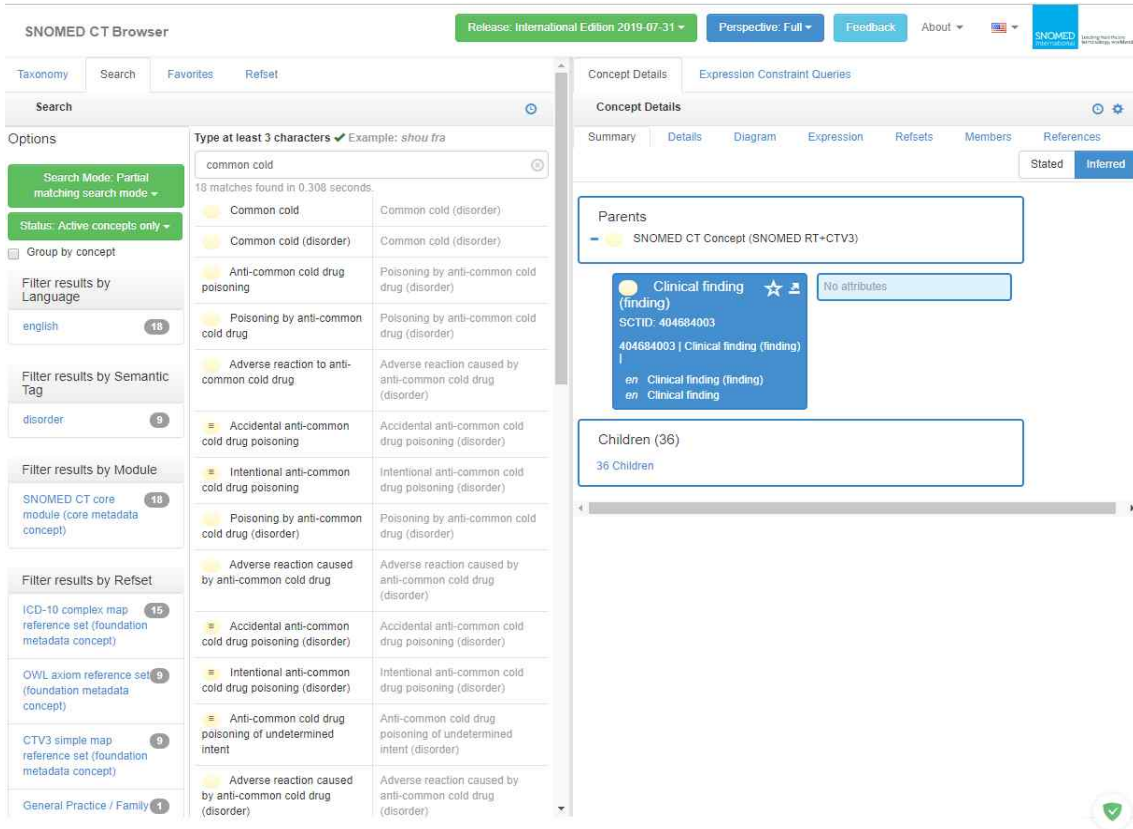 SNOMED CT Browser
Release: International Edition 2019-07-31
Perspective: Full
Feedback
About
SNOMED
International
Taxonomy
Search
Favorites
Refset
Search
Options
Search Mode: Partial
matching search mode
Status: Active concepts only
Group by concept
Filter results by
Language
english 18
Filter results by Semantic
Tag
disorder 9
Filter results by Module
SNOMED CT core 18
module (core metadata
concept)
Filter results by Refset
ICD-10 complex map 15
reference set (foundation
metadata concept)
OWL axiom reference set 9
(foundation metadata
concept)
CTV3 simple map 9
reference set (foundation
metadata concept)
General Practice / Family 1
Type at least 3 characters ✔ Example: shou fra
common cold
18 matches found in 0.308 seconds.
Common cold
Common cold (disorder)
Common cold (disorder)
Common cold (disorder)
Anti-common cold drug
poisoning
Poisoning by anti-common cold
drug (disorder)
Poisoning by anti-common
cold drug
Poisoning by anti-common cold
drug (disorder)
Adverse reaction to anti-
common cold drug
Adverse reaction caused by
anti-common cold drug
(disorder)
≡ Accidental anti-common
cold drug poisoning
Accidental anti-common cold
drug poisoning (disorder)
≡ Intentional anti-common
cold drug poisoning
Intentional anti-common cold
drug poisoning (disorder)
Poisoning by anti-common
cold drug (disorder)
Poisoning by anti-common cold
drug (disorder)
Adverse reaction caused
by anti-common cold drug
Adverse reaction caused by
anti-common cold drug
(disorder)
≡ Accidental anti-common
cold drug poisoning (disorder)
Accidental anti-common cold
drug poisoning (disorder)
≡ Intentional anti-common
cold drug poisoning (disorder)
Intentional anti-common cold
drug poisoning (disorder)
≡ Anti-common cold drug
poisoning of undetermined
intent
Anti-common cold drug
poisoning of undetermined
intent (disorder)
Adverse reaction caused
by anti-common cold drug
(disorder)
Adverse reaction caused by
anti-common cold drug
(disorder)
Concept Details
Expression Constraint Queries
Concept Details
Summary
Details
Diagram
Expression
Refsets
Members
References
Stated
Inferred
Parents
SNOMED CT Concept (SNOMED RT+CTV3)
Clinical finding
(finding)
SCTID: 404684003
404684003 | Clinical finding (finding)
|
en Clinical finding (finding)
en Clinical finding
No attributes
Children (36)
36 Children